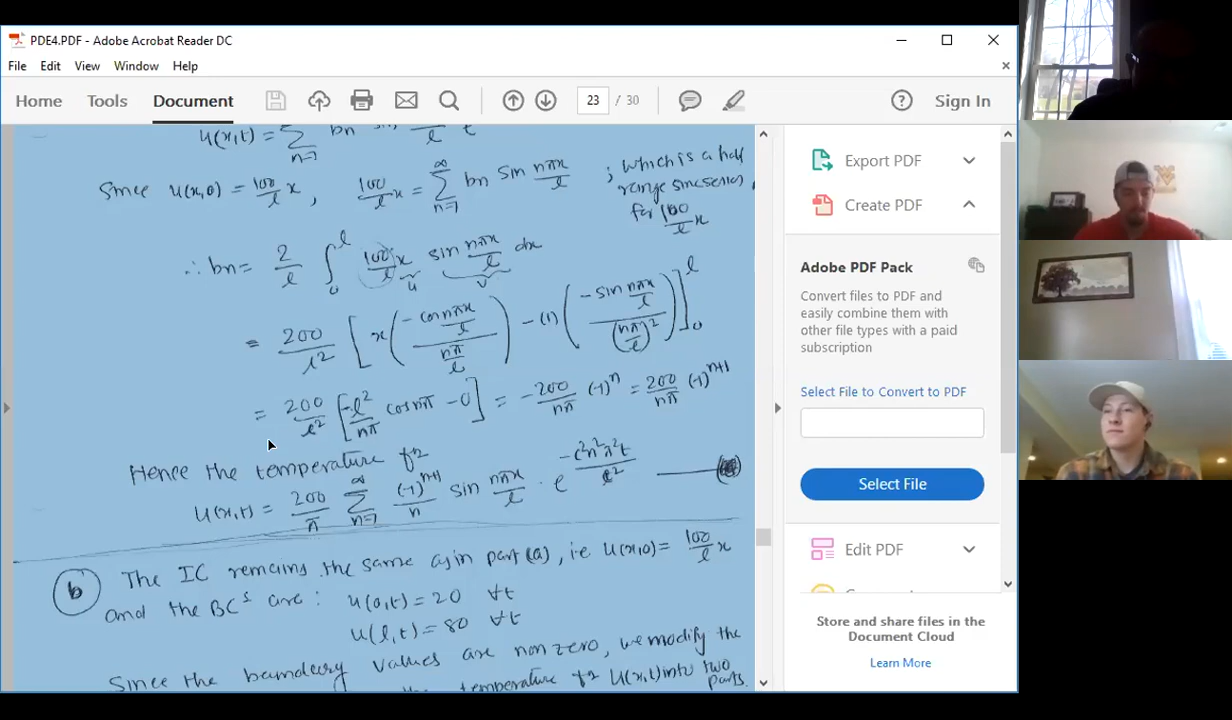 PDE4.PDF - Adobe Acrobat Reader DC
File Edit View Window Help
Home Tools Document 23 / 30 Sign In
u(x,t) = ∑ n=1 bn sin l t
Since u(x,0) = 100/l x, 100/l x = ∑_{n=1}^{∞} bn sin nπx/l ; which is a half
range sine series
for 100/l x
∴ bn = 2/l ∫_0^l 100/l x sin nπx/l dx
u v
= 200/l² [ x ( -cos nπx/l / nπ/l ) - (1) ( -sin nπx/l / (nπ/l)² ) ]_0^l
= 200/l² [ -l²/nπ cos nπ - 0 ] = -200/nπ (-1)^n = 200/nπ (-1)^{n+1}
Hence the temperature f^n
u(x,t) = 200/π ∑_{n=1}^{∞} (-1)^{n+1}/n sin nπx/l · e^{-c²n²π²t/l²}
(b) The IC remains the same as in part (a), i.e u(x,0) = 100/l x
and the BC^s are: u(0,t) = 20 ∀t
u(l,t) = 80 ∀t
Since the boundary values are non zero, we modify the
temperature f^n u(x,t) into two
parts.
Export PDF
Create PDF
Adobe PDF Pack
Convert files to PDF and
easily combine them with
other file types with a paid
subscription
Select File to Convert to PDF
Select File
Edit PDF
Store and share files in the
Document Cloud
Learn More